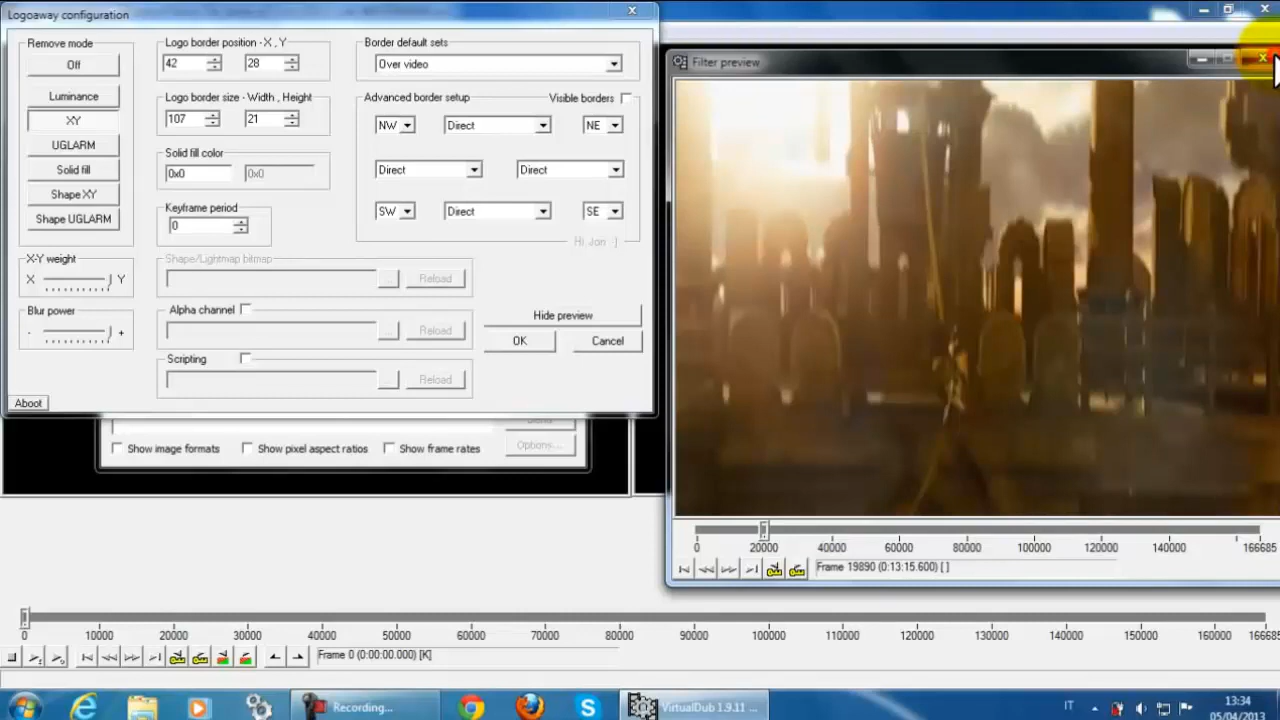 Logoaway configuration
Remove mode
Off
Luminance
XY
UGLARM
Solid fill
Shape XY
Shape UGLARM
X-Y weight
X
Y
Blur power
-
+
About
Logo border position - X , Y
42
28
Logo border size - Width , Height
107
21
Solid fill color
0x0
0x0
Keyframe period
0
Shape/Lightmap bitmap
...
Reload
Alpha channel
...
Reload
Scripting
...
Reload
Border default sets
Over video
Advanced border setup
Visible borders
NW
Direct
NE
Direct
Direct
SW
Direct
SE
Hi, Jon :]
Hide preview
OK
Cancel
Show image formats
Show pixel aspect ratios
Show frame rates
Options...
Filter preview
0
20000
40000
60000
80000
100000
120000
140000
166685
Frame 19890 (0:13:15.600) [ ]
0
10000
20000
30000
40000
50000
60000
70000
80000
90000
100000
110000
120000
130000
140000
150000
160000
166685
Frame 0 (0:00:00.000) [K]
Recording...
VirtualDub 1.9.11 ...
IT
13:34
05/04/2013